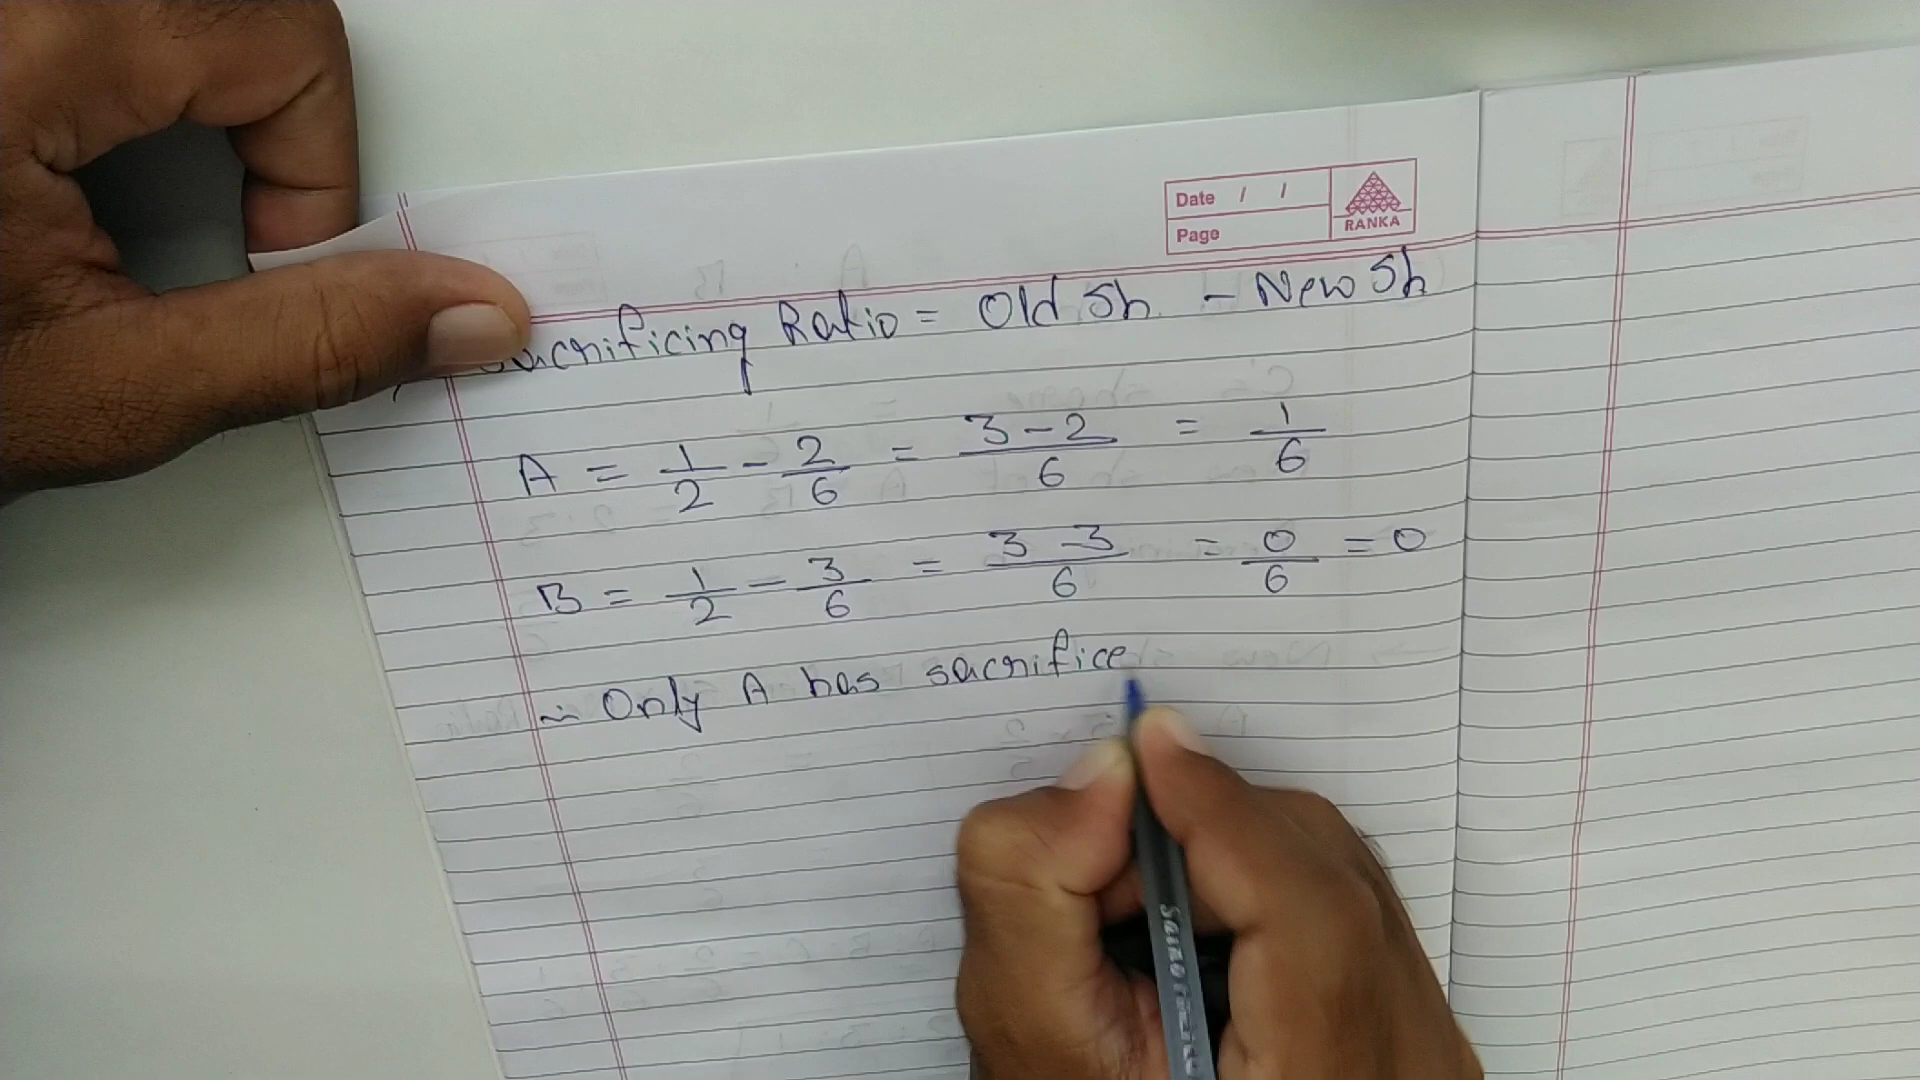 Date / /
Page
RANKA
Sacrificing Ratio = Old Sh - New Sh
A = 1/2 - 2/6 = 3-2/6 = 1/6
B = 1/2 - 3/6 = 3-3/6 = 0/6 = 0
∴ Only A has sacrifice